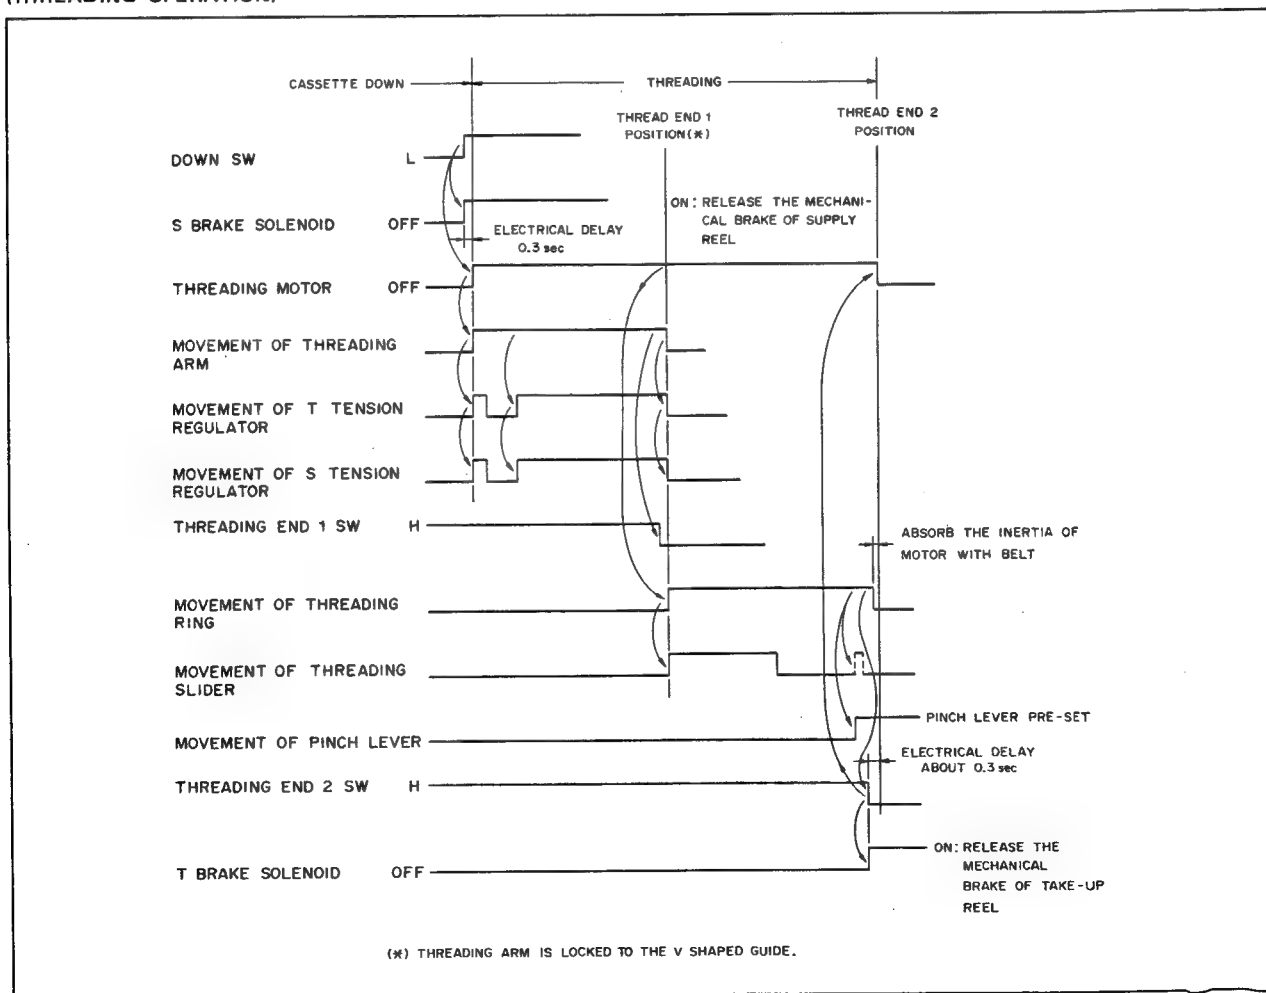 (THREADING OPERATION)
CASSETTE DOWN
THREADING
THREAD END 1
POSITION(*)
THREAD END 2
POSITION
DOWN SW L
S BRAKE SOLENOID OFF
ELECTRICAL DELAY
0.3 sec
ON: RELEASE THE MECHANI-
CAL BRAKE OF SUPPLY
REEL
THREADING MOTOR OFF
MOVEMENT OF THREADING
ARM
MOVEMENT OF T TENSION
REGULATOR
MOVEMENT OF S TENSION
REGULATOR
THREADING END 1 SW H
ABSORB THE INERTIA OF
MOTOR WITH BELT
MOVEMENT OF THREADING
RING
MOVEMENT OF THREADING
SLIDER
PINCH LEVER PRE-SET
MOVEMENT OF PINCH LEVER
ELECTRICAL DELAY
ABOUT 0.3 sec
THREADING END 2 SW H
T BRAKE SOLENOID OFF
ON: RELEASE THE
MECHANICAL
BRAKE OF TAKE-UP
REEL
(*) THREADING ARM IS LOCKED TO THE V SHAPED GUIDE.